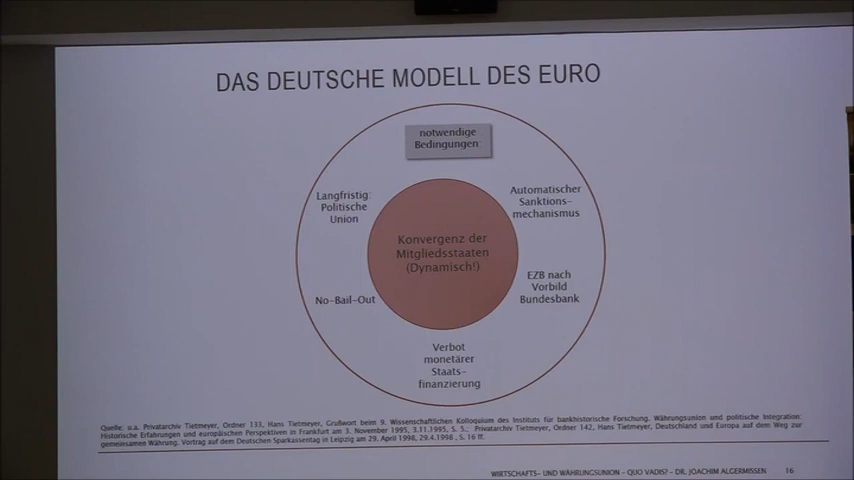 DAS DEUTSCHE MODELL DES EURO
notwendige
Bedingungen:
Langfristig:
Politische
Union
Automatischer
Sanktions-
mechanismus
Konvergenz der
Mitgliedsstaaten
(Dynamisch!)
No-Bail-Out
EZB nach
Vorbild
Bundesbank
Verbot
monetärer
Staats-
finanzierung
Quelle: u.a. Privatarchiv Tietmeyer, Ordner 133, Hans Tietmeyer, Grußwort beim 9. Wissenschaftlichen Kolloquium des Instituts für bankhistorische Forschung. Währungsunion und politische Integration:
Historische Erfahrungen und europäischen Perspektiven in Frankfurt am 3. November 1995, 3.11.1995, S. 5.; Privatarchiv Tietmeyer, Ordner 142, Hans Tietmeyer, Deutschland und Europa auf dem Weg zur
gemeinsamen Währung. Vortrag auf dem Deutschen Sparkassentag in Leipzig am 29. April 1998, 29.4.1998 , S. 16 ff.
WIRTSCHAFTS- UND WÄHRUNGSUNION - QUO VADIS? - DR. JOACHIM ALGERMISSEN 16